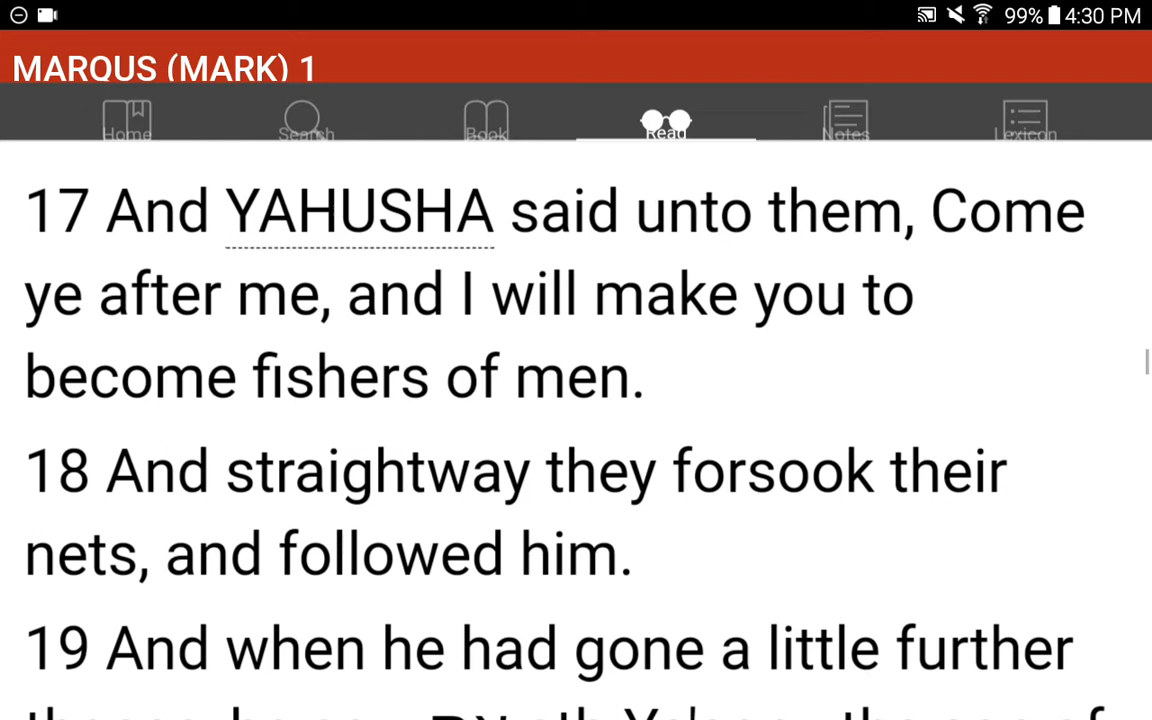 99% 4:30 PM
MARQUS (MARK) 1
Home Search Book Read Notes Lexicon
17 And YAHUSHA said unto them, Come
ye after me, and I will make you to
become fishers of men.
18 And straightway they forsook their
nets, and followed him.
19 And when he had gone a little further